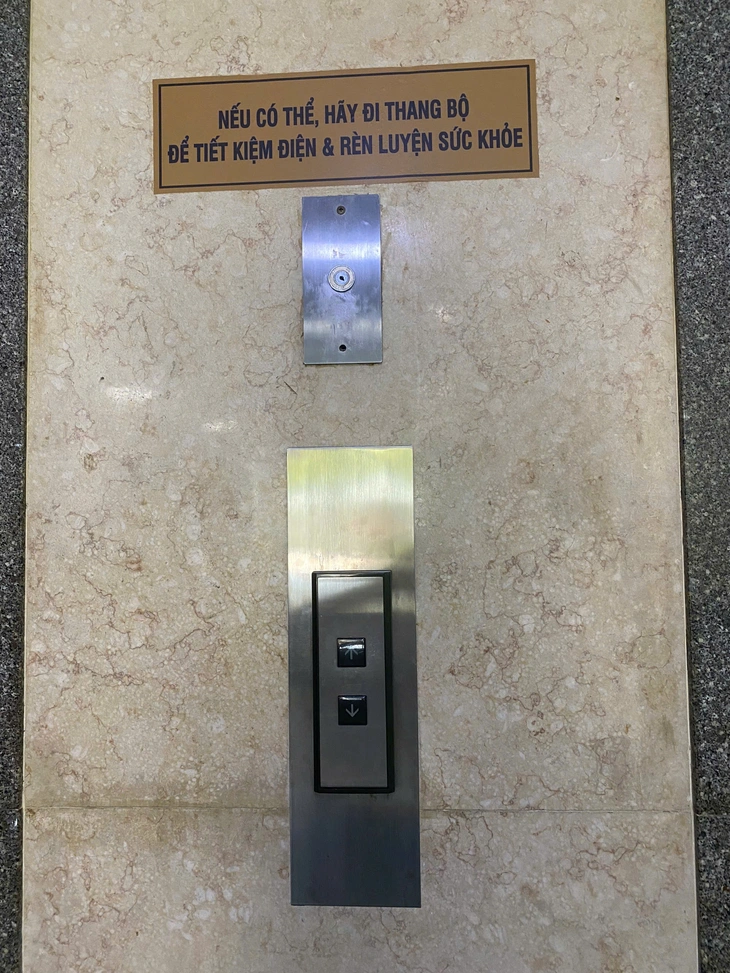 NẾU CÓ THỂ, HÃY ĐI THANG BỘ
ĐỂ TIẾT KIỆM ĐIỆN & RÈN LUYỆN SỨC KHỎE